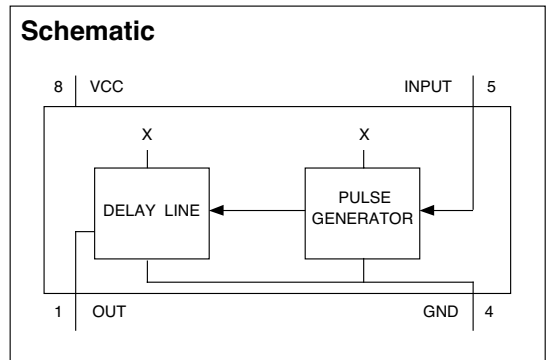 Schematic
8 VCC INPUT 5
X X
DELAY LINE
PULSE
GENERATOR
1 OUT GND 4